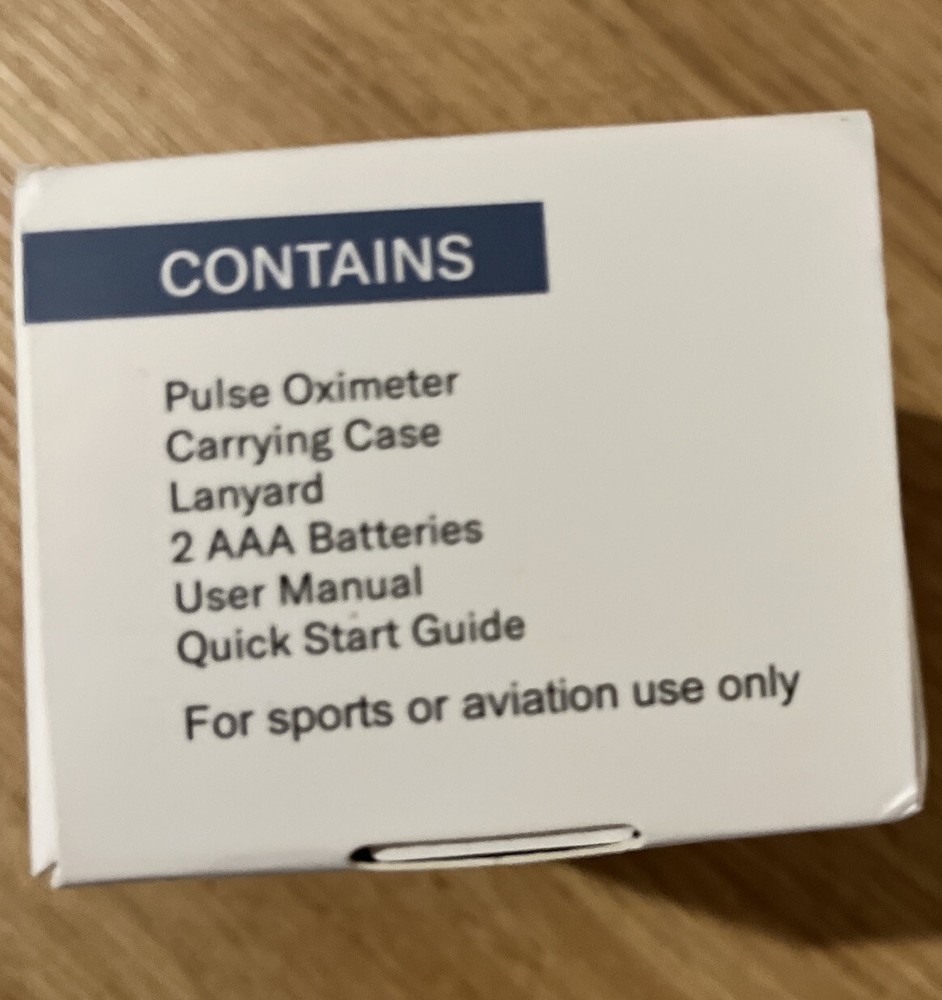 CONTAINS
Pulse Oximeter
Carrying Case
Lanyard
2 AAA Batteries
User Manual
Quick Start Guide
For sports or aviation use only